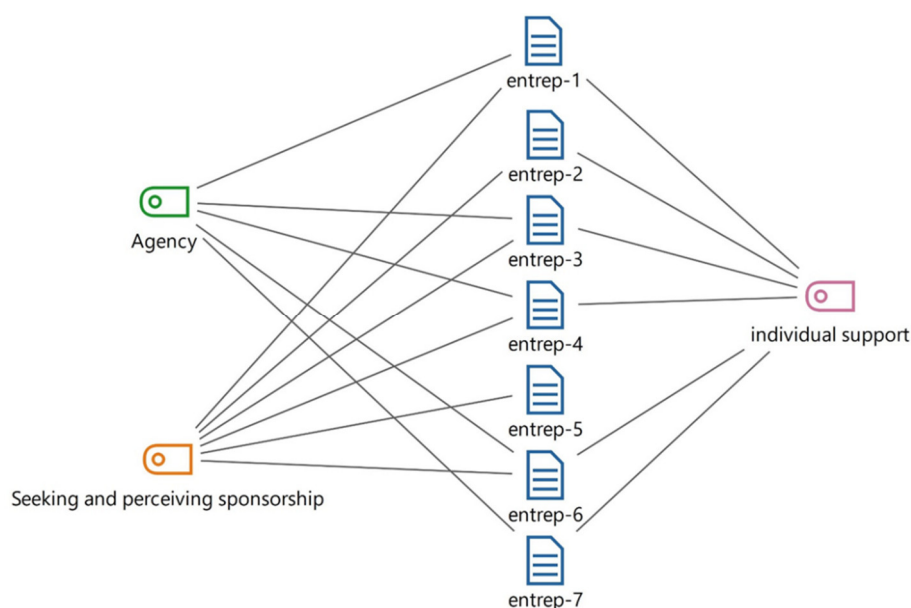 entrep-1
entrep-2
Agency
entrep-3
individual support
entrep-4
entrep-5
Seeking and perceiving sponsorship
entrep-6
entrep-7